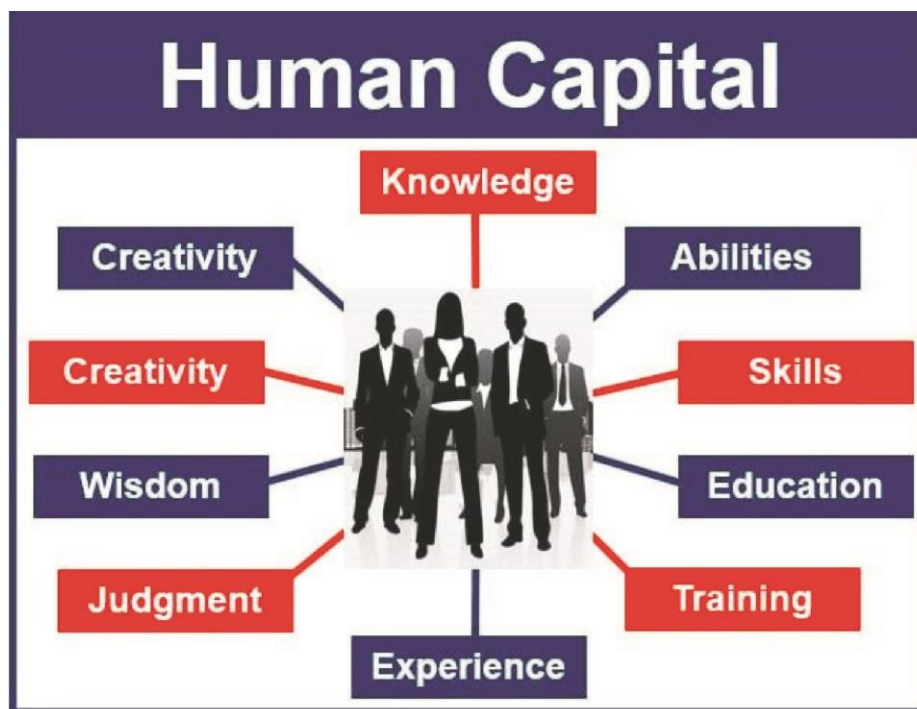 Human Capital
Knowledge
Creativity
Abilities
Creativity
Skills
Wisdom
Education
Judgment
Training
Experience